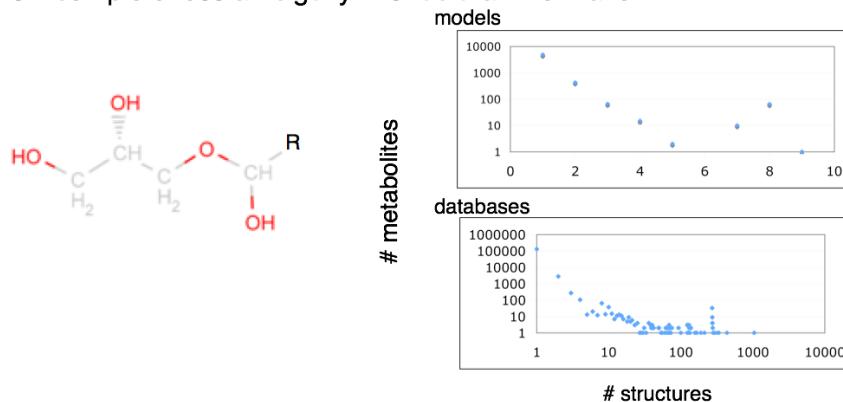 models
10000
1000
100
10
1
0 2 4 6 8 10
# metabolites
databases
1000000
100000
10000
1000
100
10
1
1 10 100 1000 10000
# structures
OH
HO
CH
O
R
C
H2
C
H2
CH
OH